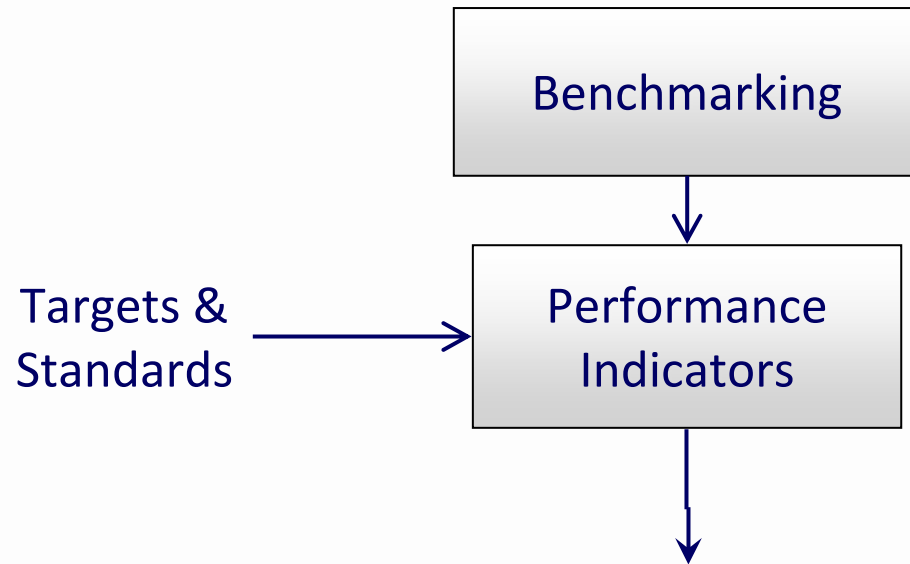 Benchmarking
Targets &
Standards
Performance
Indicators